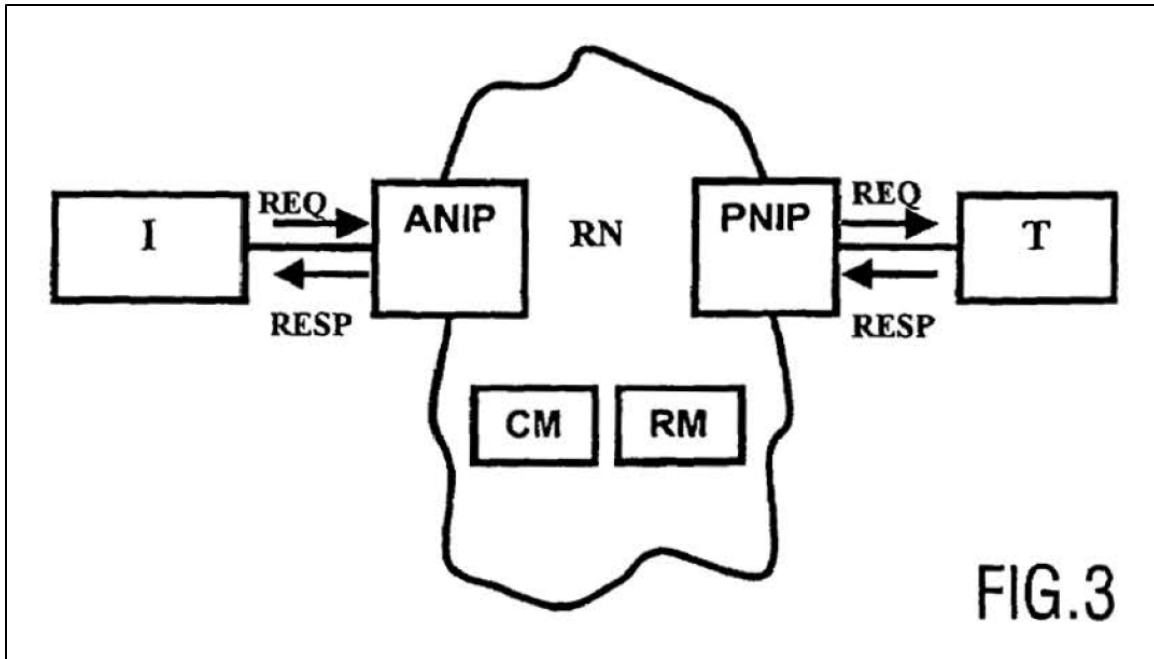 I
REQ
RESP
ANIP
RN
PNIP
REQ
RESP
T
CM
RM
FIG.3